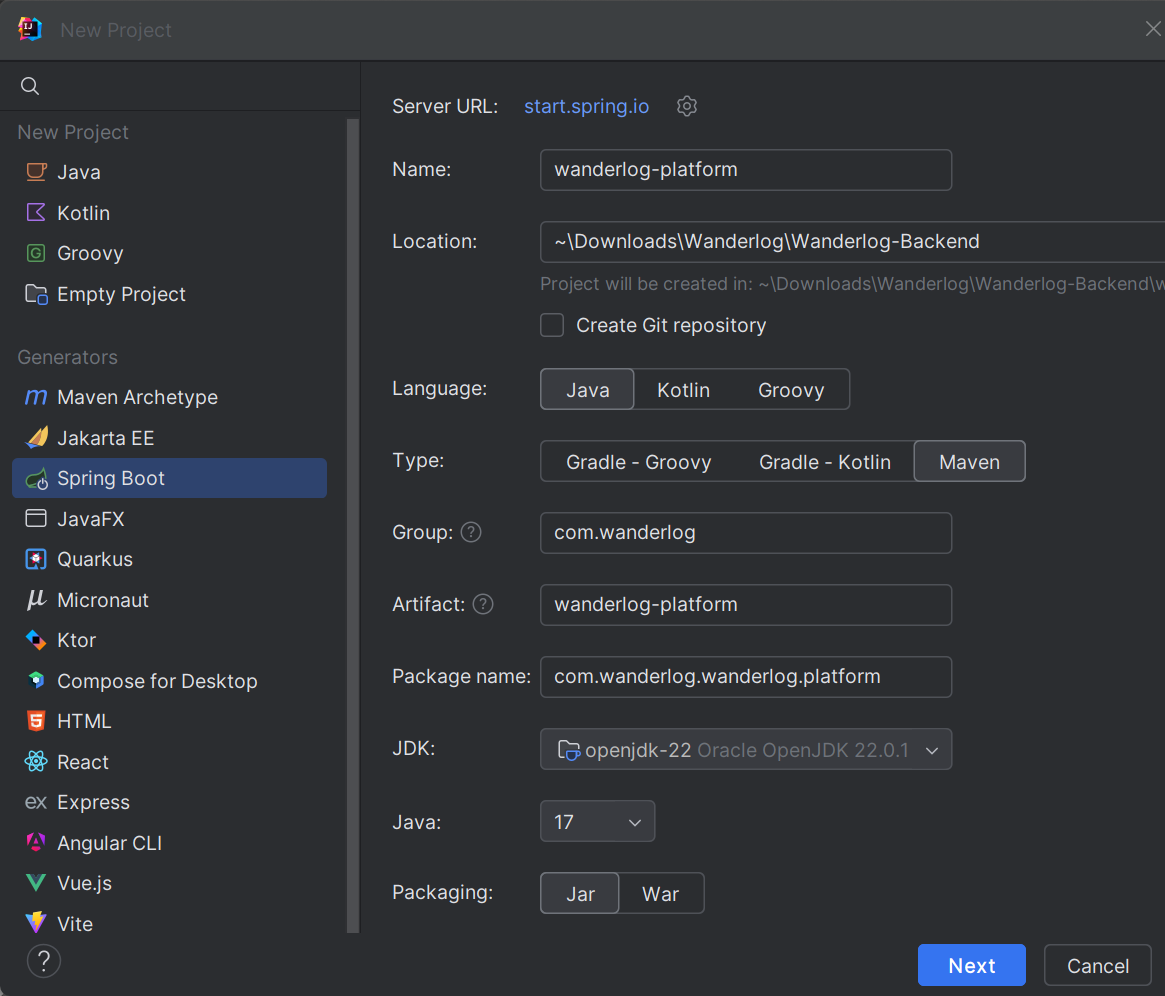 New Project
New Project
Java
Kotlin
Groovy
Empty Project
Generators
Maven Archetype
Jakarta EE
Spring Boot
JavaFX
Quarkus
Micronaut
Ktor
Compose for Desktop
HTML
React
Express
Angular CLI
Vue.js
Vite
Server URL: start.spring.io
Name: wanderlog-platform
Location: ~\Downloads\Wanderlog\Wanderlog-Backend
Project will be created in: ~\Downloads\Wanderlog\Wanderlog-Backend\w
Create Git repository
Language: Java Kotlin Groovy
Type: Gradle - Groovy Gradle - Kotlin Maven
Group: ? com.wanderlog
Artifact: ? wanderlog-platform
Package name: com.wanderlog.wanderlog.platform
JDK: openjdk-22 Oracle OpenJDK 22.0.1
Java: 17
Packaging: Jar War
? Next Cancel